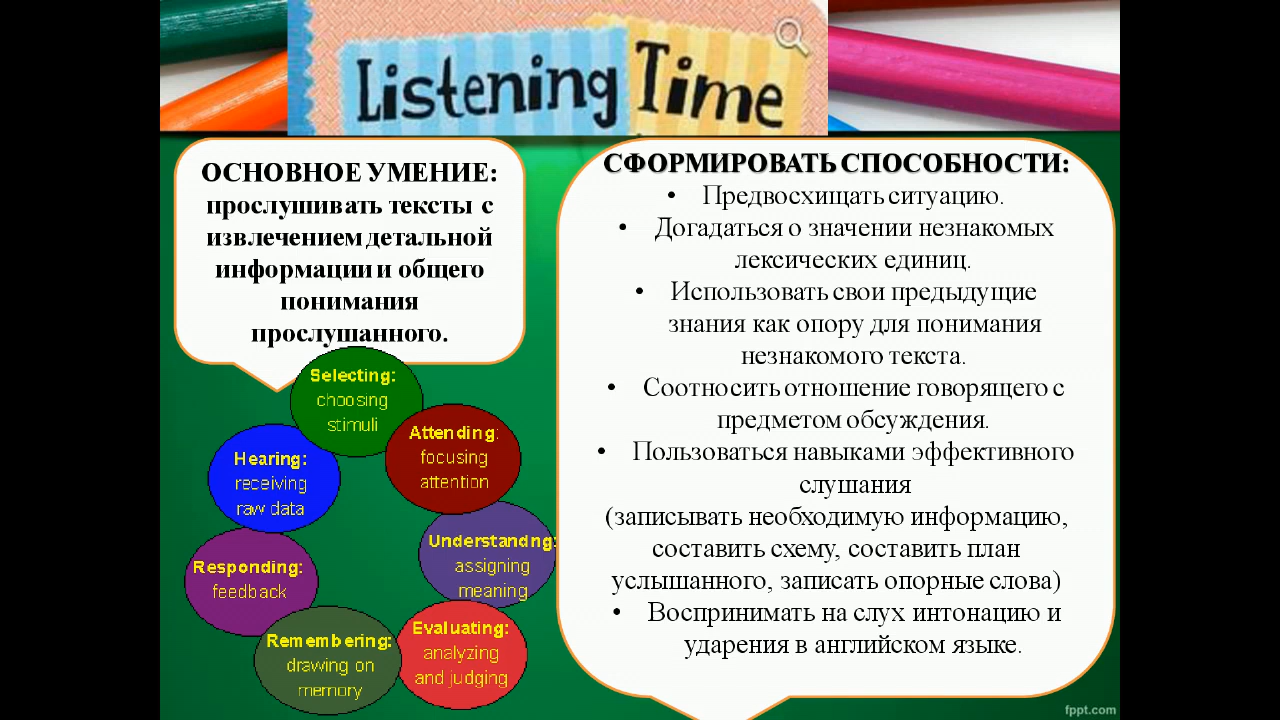 Listening Time
ОСНОВНОЕ УМЕНИЕ:
прослушивать тексты с
извлечением детальной
информации и общего
понимания
прослушанного.
Selecting:
choosing
stimuli
Attending:
focusing
attention
Hearing:
receiving
raw data
Understandng:
assigning
meaning
Responding:
feedback
Evaluating:
analyzing
and judging
Remembering:
drawing on
memory
СФОРМИРОВАТЬ СПОСОБНОСТИ:
• Предвосхищать ситуацию.
• Догадаться о значении незнакомых
лексических единиц.
• Использовать свои предыдущие
знания как опору для понимания
незнакомого текста.
• Соотносить отношение говорящего с
предметом обсуждения.
• Пользоваться навыками эффективного
слушания
(записывать необходимую информацию,
составить схему, составить план
услышанного, записать опорные слова)
• Воспринимать на слух интонацию и
ударения в английском языке.
fppt.com